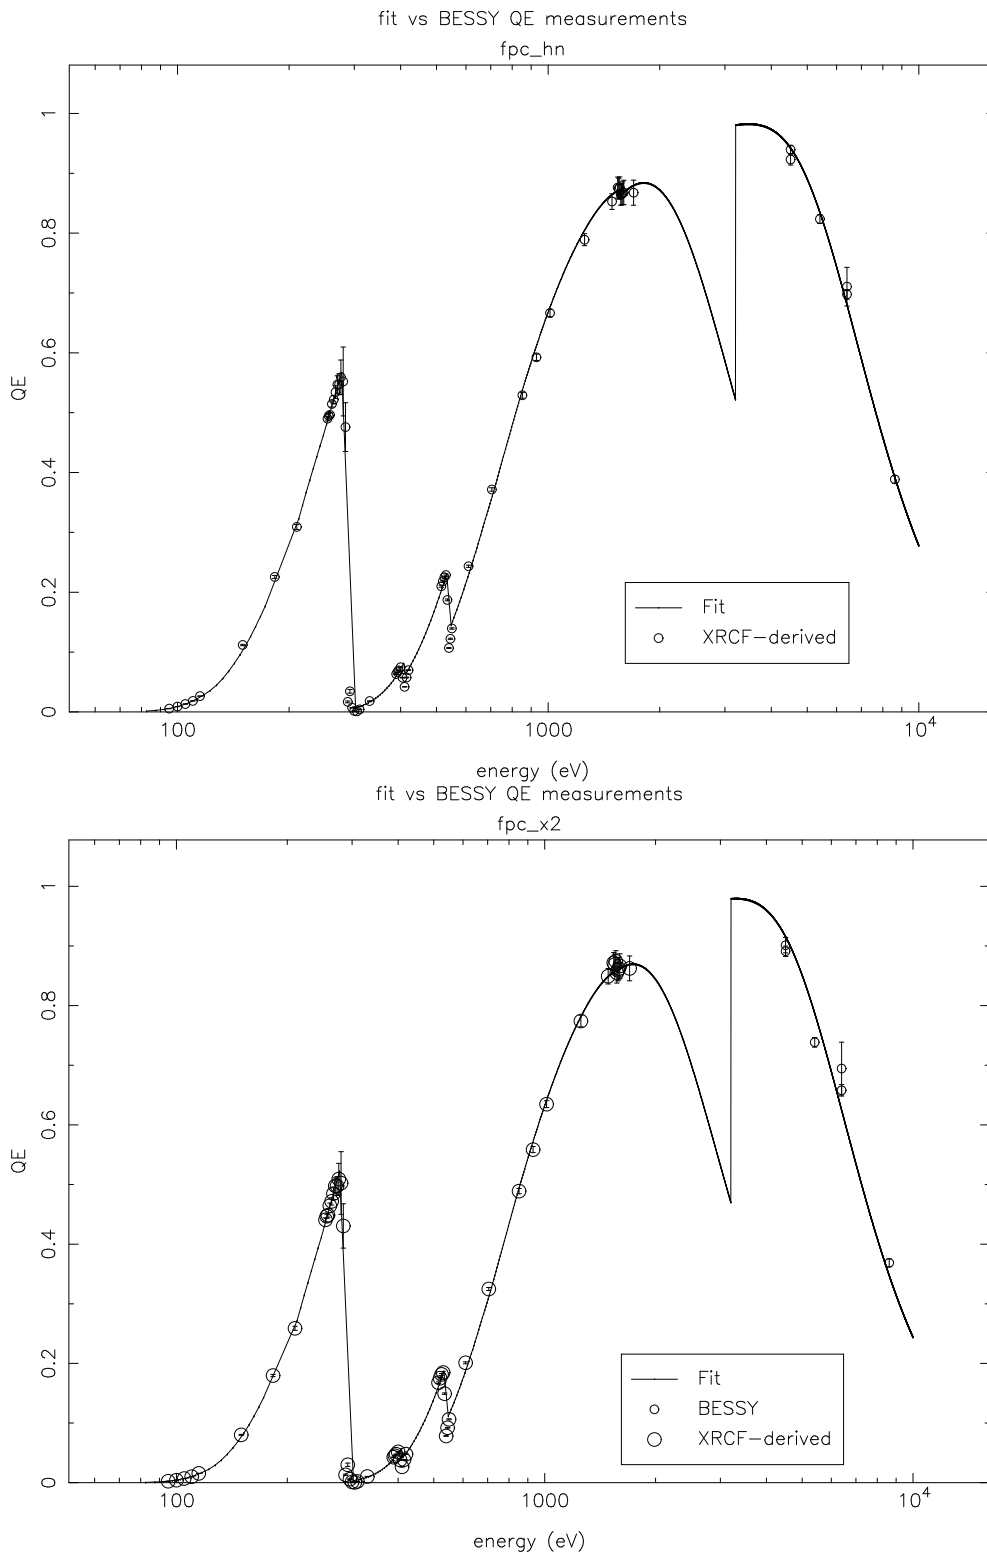 fit vs BESSY QE measurements
fpc_hn
1
0.8
0.6
QE
0.4
0.2
0
Fit
XRCF-derived
100
1000
10^4
energy (eV)
fit vs BESSY QE measurements
fpc_x2
1
0.8
0.6
QE
0.4
0.2
0
Fit
BESSY
XRCF-derived
100
1000
10^4
energy (eV)